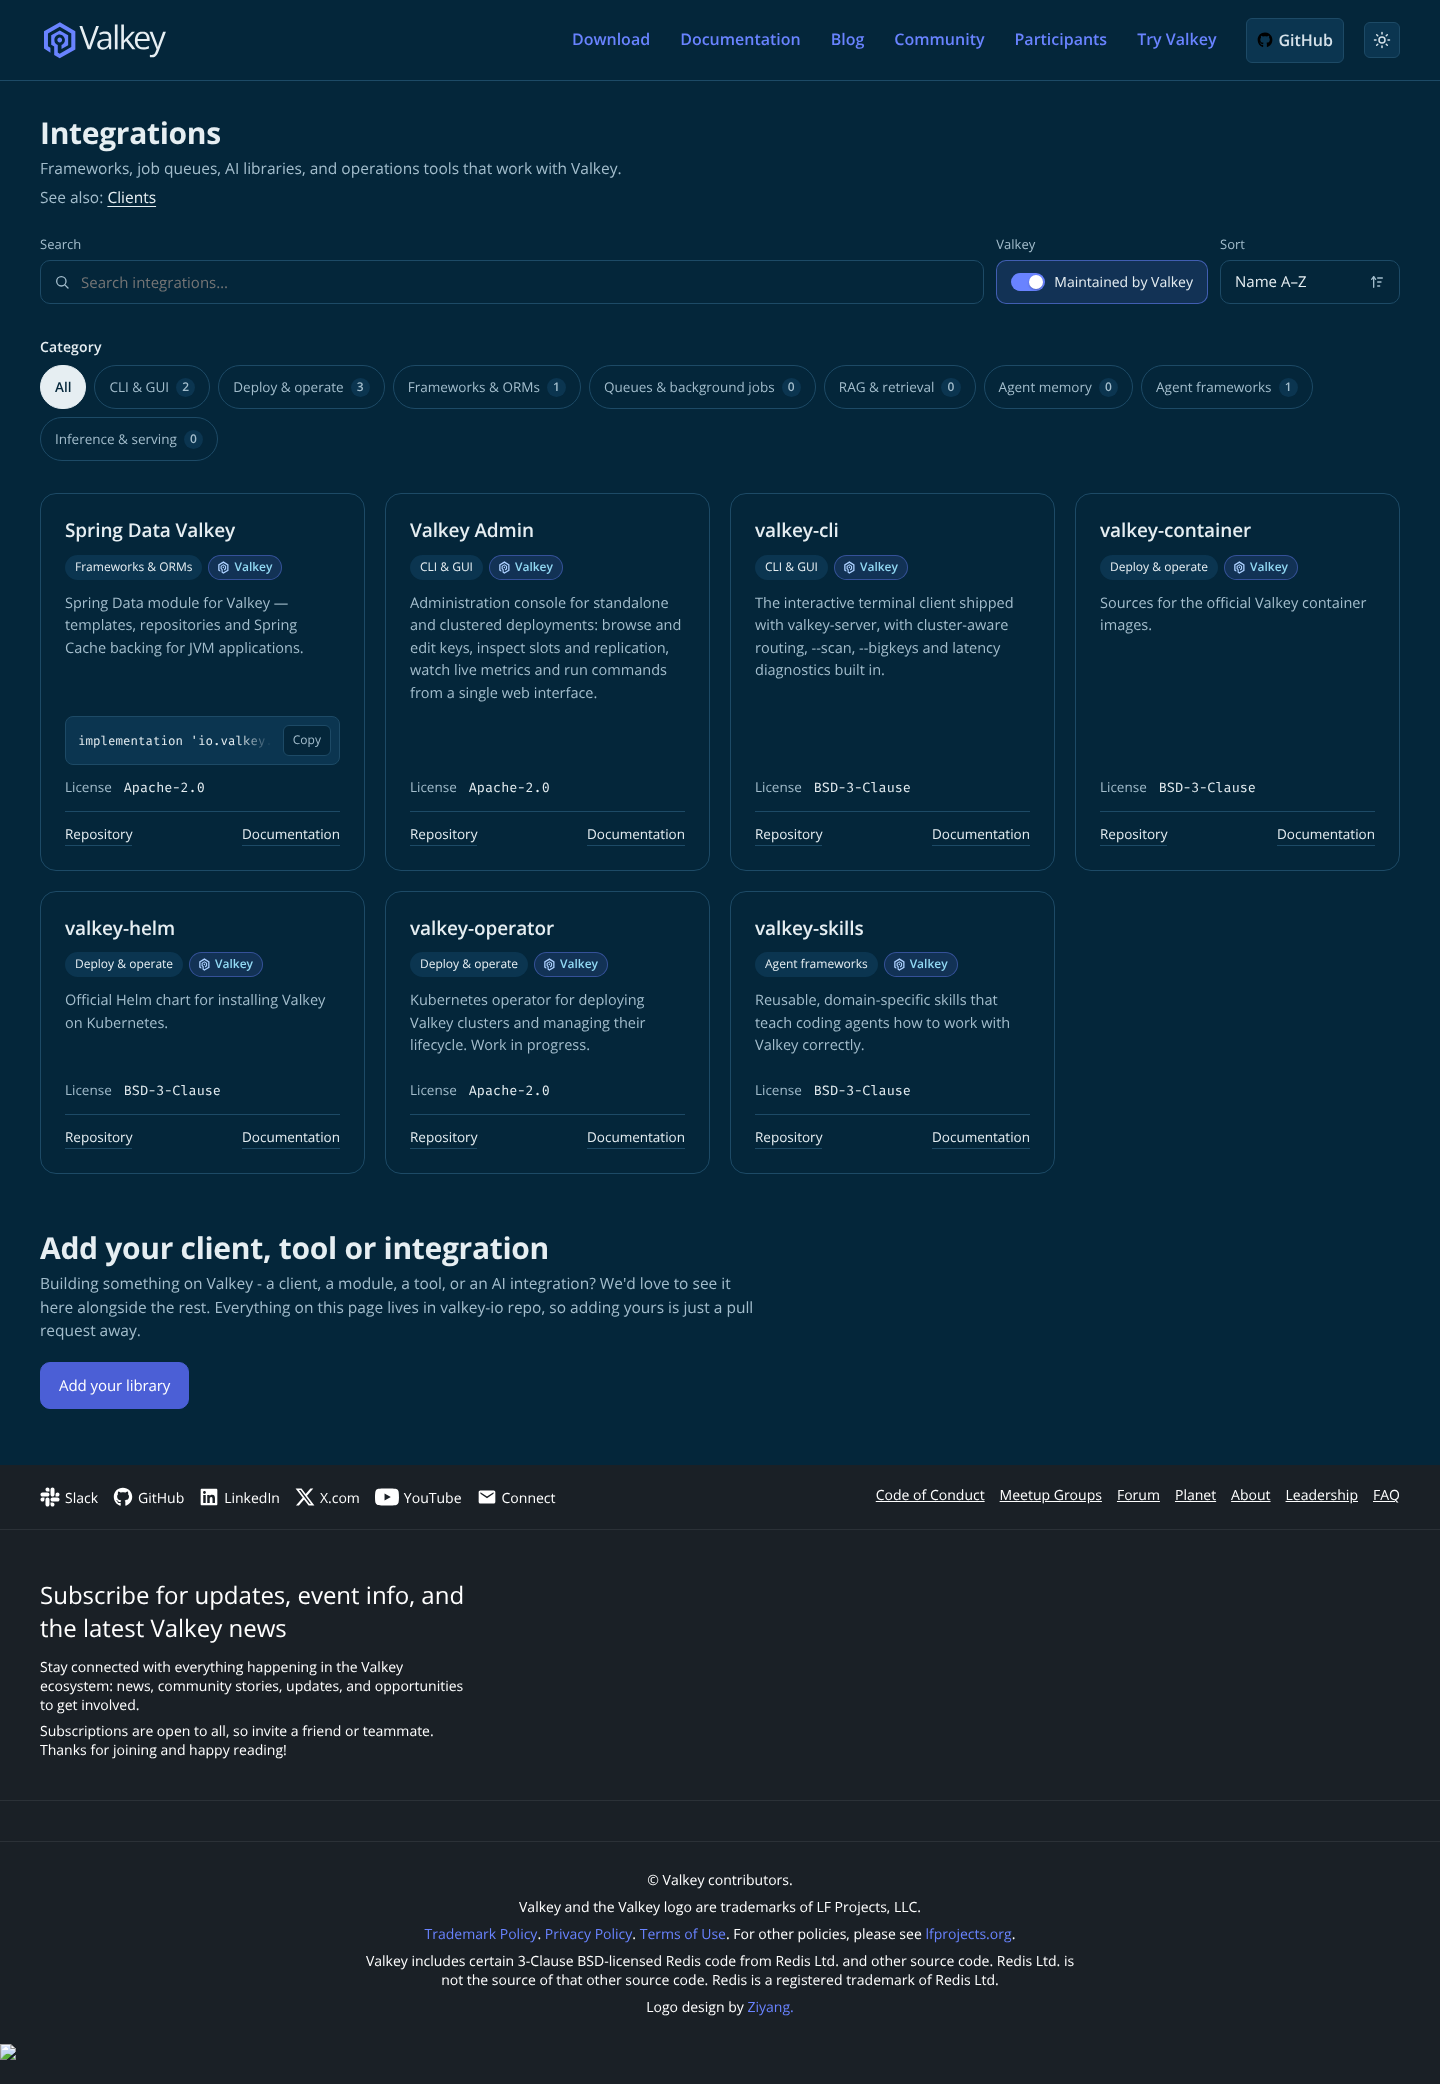 Valkey
Download Documentation Blog Community Participants Try Valkey GitHub
Integrations
Frameworks, job queues, AI libraries, and operations tools that work with Valkey.
See also: Clients
Search Valkey Sort
Search integrations... Maintained by Valkey Name A–Z
Category
All CLI & GUI 2 Deploy & operate 3 Frameworks & ORMs 1 Queues & background jobs 0 RAG & retrieval 0 Agent memory 0 Agent frameworks 1
Inference & serving 0
Spring Data Valkey
Frameworks & ORMs Valkey
Spring Data module for Valkey —
templates, repositories and Spring
Cache backing for JVM applications.
implementation 'io.valkey Copy
License Apache-2.0
Repository Documentation
Valkey Admin
CLI & GUI Valkey
Administration console for standalone
and clustered deployments: browse and
edit keys, inspect slots and replication,
watch live metrics and run commands
from a single web interface.
License Apache-2.0
Repository Documentation
valkey-cli
CLI & GUI Valkey
The interactive terminal client shipped
with valkey-server, with cluster-aware
routing, --scan, --bigkeys and latency
diagnostics built in.
License BSD-3-Clause
Repository Documentation
valkey-container
Deploy & operate Valkey
Sources for the official Valkey container
images.
License BSD-3-Clause
Repository Documentation
valkey-helm
Deploy & operate Valkey
Official Helm chart for installing Valkey
on Kubernetes.
License BSD-3-Clause
Repository Documentation
valkey-operator
Deploy & operate Valkey
Kubernetes operator for deploying
Valkey clusters and managing their
lifecycle. Work in progress.
License Apache-2.0
Repository Documentation
valkey-skills
Agent frameworks Valkey
Reusable, domain-specific skills that
teach coding agents how to work with
Valkey correctly.
License BSD-3-Clause
Repository Documentation
Add your client, tool or integration
Building something on Valkey - a client, a module, a tool, or an AI integration? We'd love to see it
here alongside the rest. Everything on this page lives in valkey-io repo, so adding yours is just a pull
request away.
Add your library
Slack GitHub LinkedIn X.com YouTube Connect
Code of Conduct Meetup Groups Forum Planet About Leadership FAQ
Subscribe for updates, event info, and
the latest Valkey news
Stay connected with everything happening in the Valkey
ecosystem: news, community stories, updates, and opportunities
to get involved.
Subscriptions are open to all, so invite a friend or teammate.
Thanks for joining and happy reading!
© Valkey contributors.
Valkey and the Valkey logo are trademarks of LF Projects, LLC.
Trademark Policy. Privacy Policy. Terms of Use. For other policies, please see lfprojects.org.
Valkey includes certain 3-Clause BSD-licensed Redis code from Redis Ltd. and other source code. Redis Ltd. is
not the source of that other source code. Redis is a registered trademark of Redis Ltd.
Logo design by Ziyang.